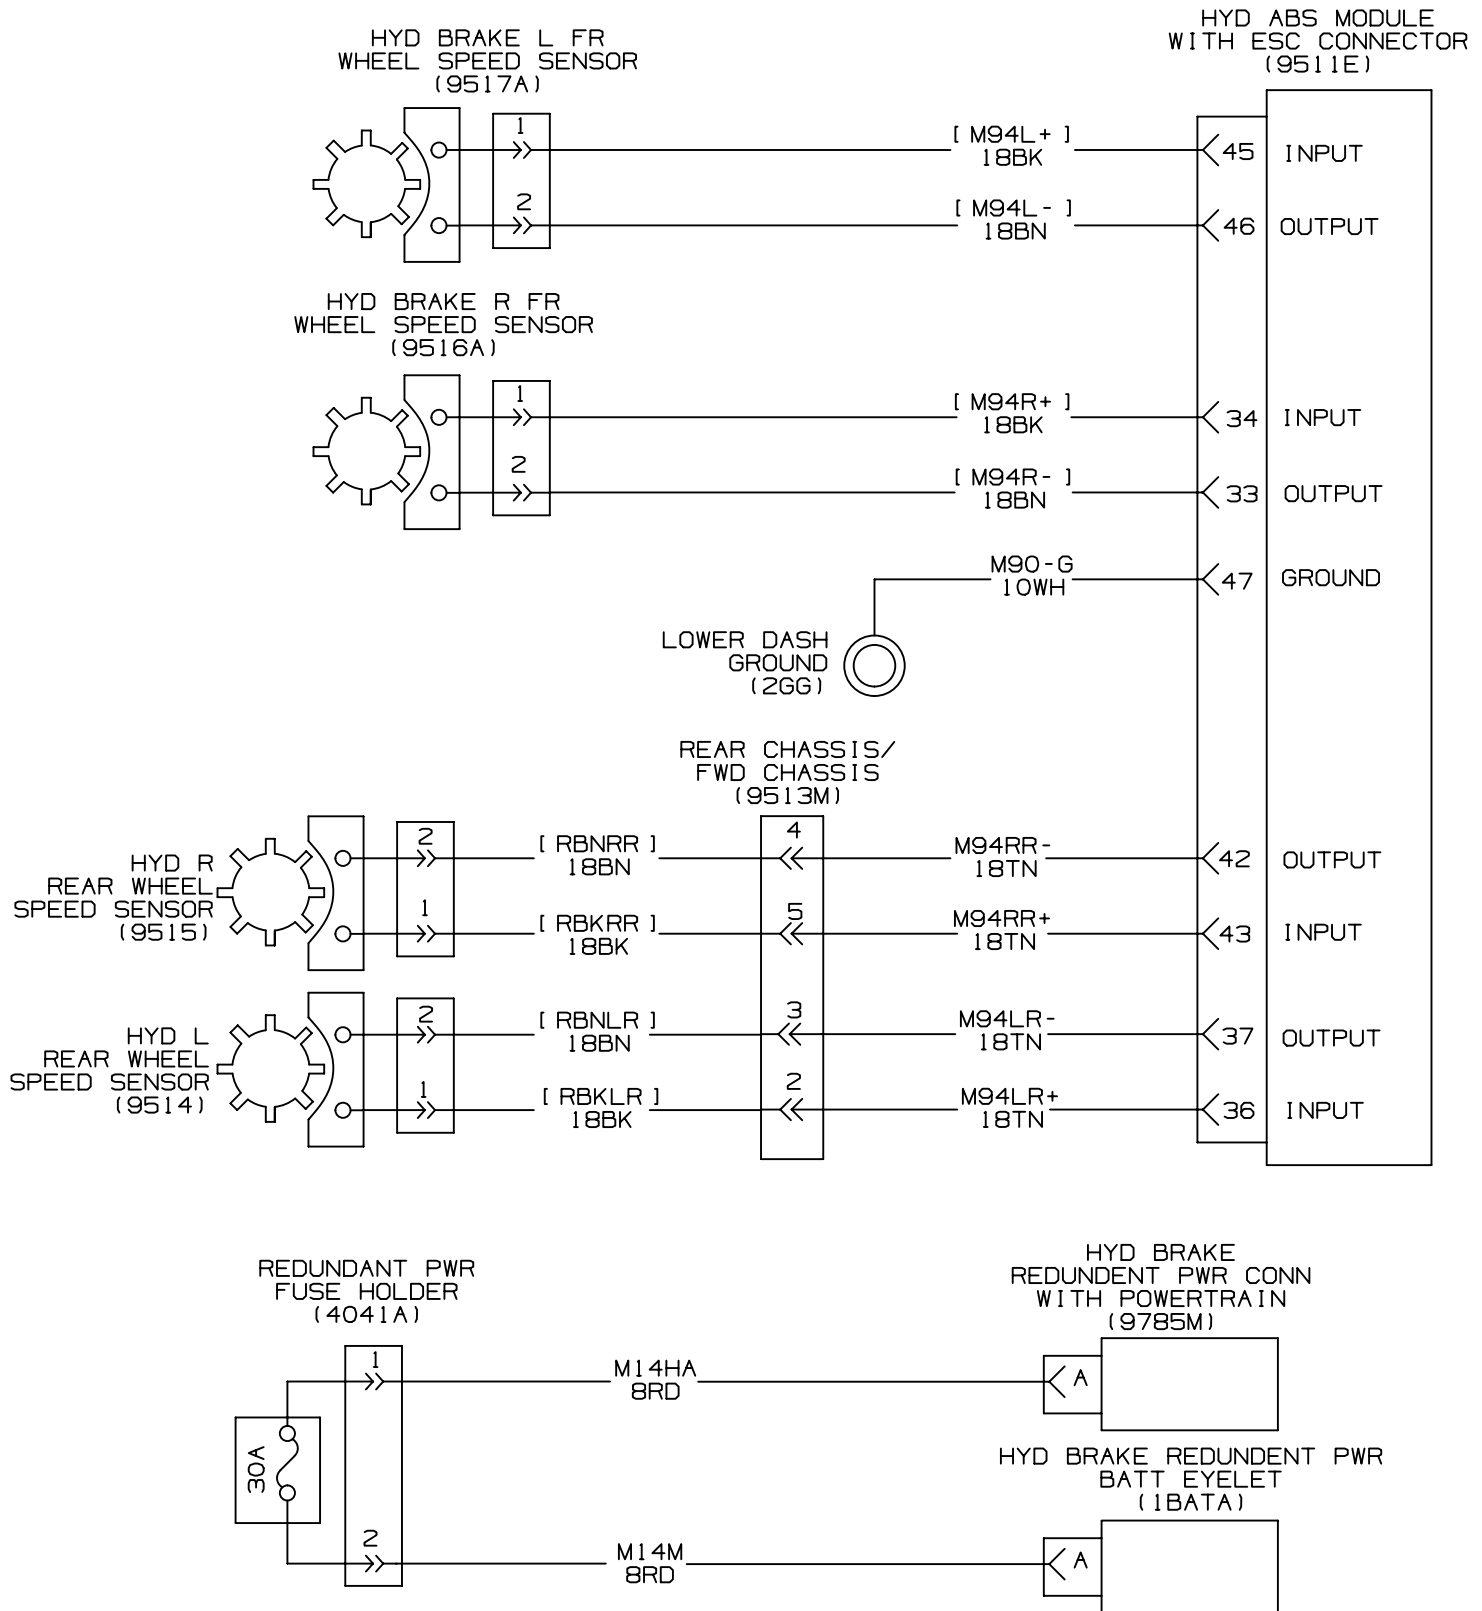 HYD ABS MODULE
WITH ESC CONNECTOR
(9511E)
HYD BRAKE L FR
WHEEL SPEED SENSOR
(9517A)
1
[ M94L+ ]
18BK
45 INPUT
2
[ M94L- ]
18BN
46 OUTPUT
HYD BRAKE R FR
WHEEL SPEED SENSOR
(9516A)
1
[ M94R+ ]
18BK
34 INPUT
2
[ M94R- ]
18BN
33 OUTPUT
M90-G
10WH
47 GROUND
LOWER DASH
GROUND
(2GG)
REAR CHASSIS/
FWD CHASSIS
(9513M)
HYD R
REAR WHEEL
SPEED SENSOR
(9515)
2
[ RBNRR ]
18BN
4
M94RR-
18TN
42 OUTPUT
1
[ RBKRR ]
18BK
5
M94RR+
18TN
43 INPUT
HYD L
REAR WHEEL
SPEED SENSOR
(9514)
2
[ RBNLR ]
18BN
3
M94LR-
18TN
37 OUTPUT
1
[ RBKLR ]
18BK
2
M94LR+
18TN
36 INPUT
REDUNDANT PWR
FUSE HOLDER
(4041A)
HYD BRAKE
REDUNDENT PWR CONN
WITH POWERTRAIN
(9785M)
1
M14HA
8RD
A
30A
HYD BRAKE REDUNDENT PWR
BATT EYELET
(1BATA)
2
M14M
8RD
A